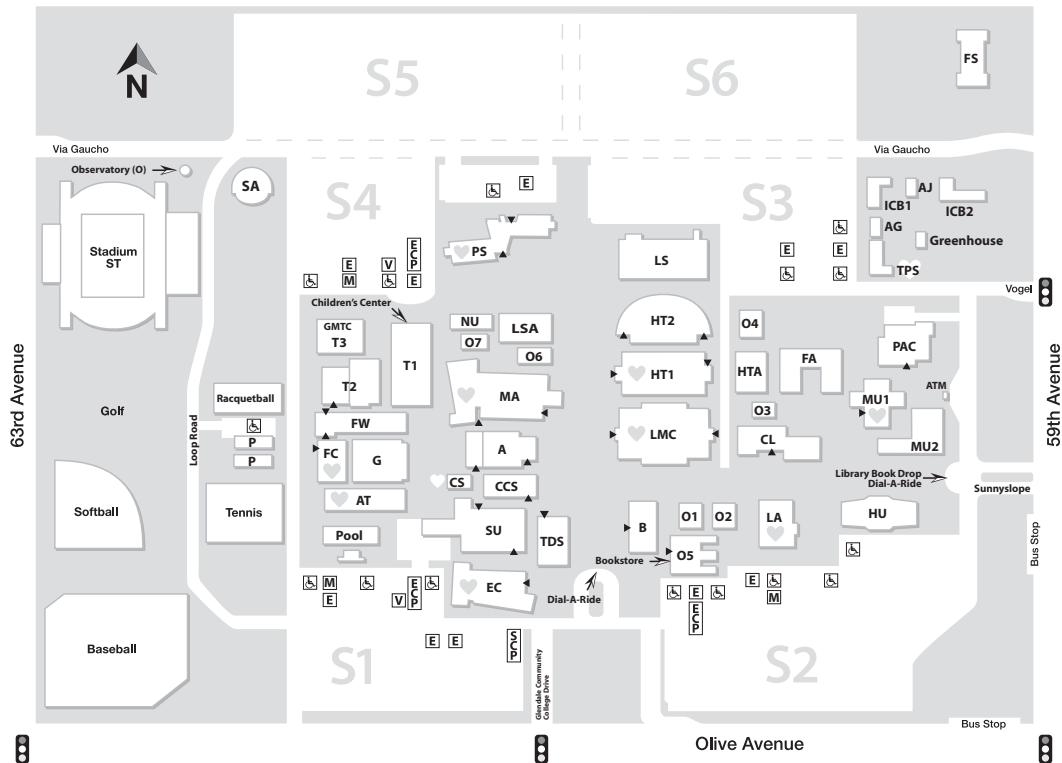 S5
S6
FS
N
Via Gaucho
Via Gaucho
Observatory (O)
SA
S4
E
S3
ICB1
AJ
ICB2
AG
Greenhouse
TPS
Stadium
ST
PS
LS
E
E
E
M
V
ECP
E
Vogel
Children's Center
GMTC
T3
T1
NU
O7
LSA
O6
HT2
O4
PAC
T2
MA
HT1
HTA
FA
ATM
MU1
63rd Avenue
59th Avenue
Golf
Loop Road
Racquetball
P
P
FW
FC
G
A
LMC
O3
CL
MU2
Library Book Drop
Dial-A-Ride
Sunnyslope
AT
CS
CCS
Softball
Tennis
Pool
SU
TDS
B
O1
O2
LA
HU
Bookstore
O5
Bus Stop
EC
Dial-A-Ride
M
E
V
ECP
E
E
SCP
E
ECP
E
M
Baseball
S1
S2
Glendale Community
College Drive
Bus Stop
Olive Avenue